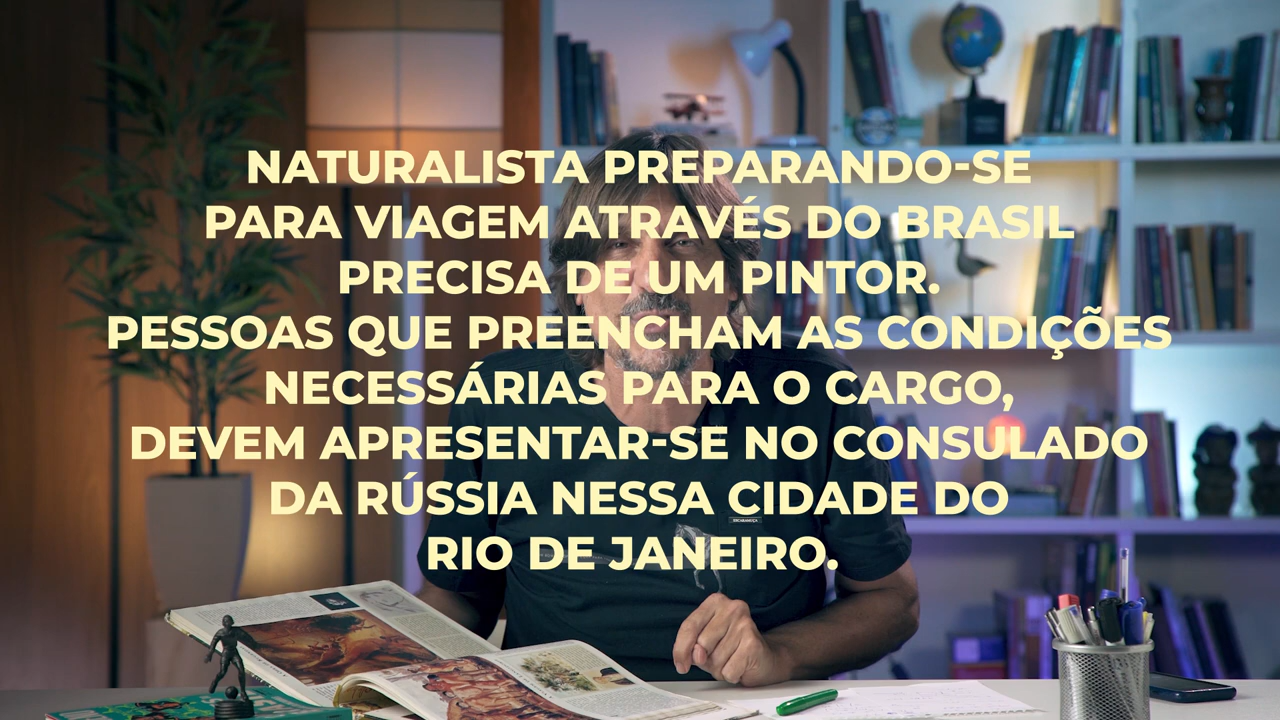 NATURALISTA PREPARANDO-SE
PARA VIAGEM ATRAVÉS DO BRASIL
PRECISA DE UM PINTOR.
PESSOAS QUE PREENCHAM AS CONDIÇÕES
NECESSÁRIAS PARA O CARGO,
DEVEM APRESENTAR-SE NO CONSULADO
DA RÚSSIA NESSA CIDADE DO
RIO DE JANEIRO.